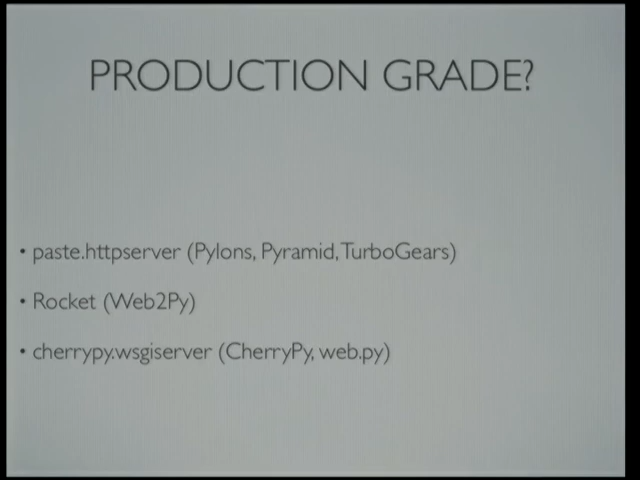 PRODUCTION GRADE?
• paste.httpserver (Pylons, Pyramid, TurboGears)
• Rocket (Web2Py)
• cherrypy.wsgiserver (CherryPy, web.py)